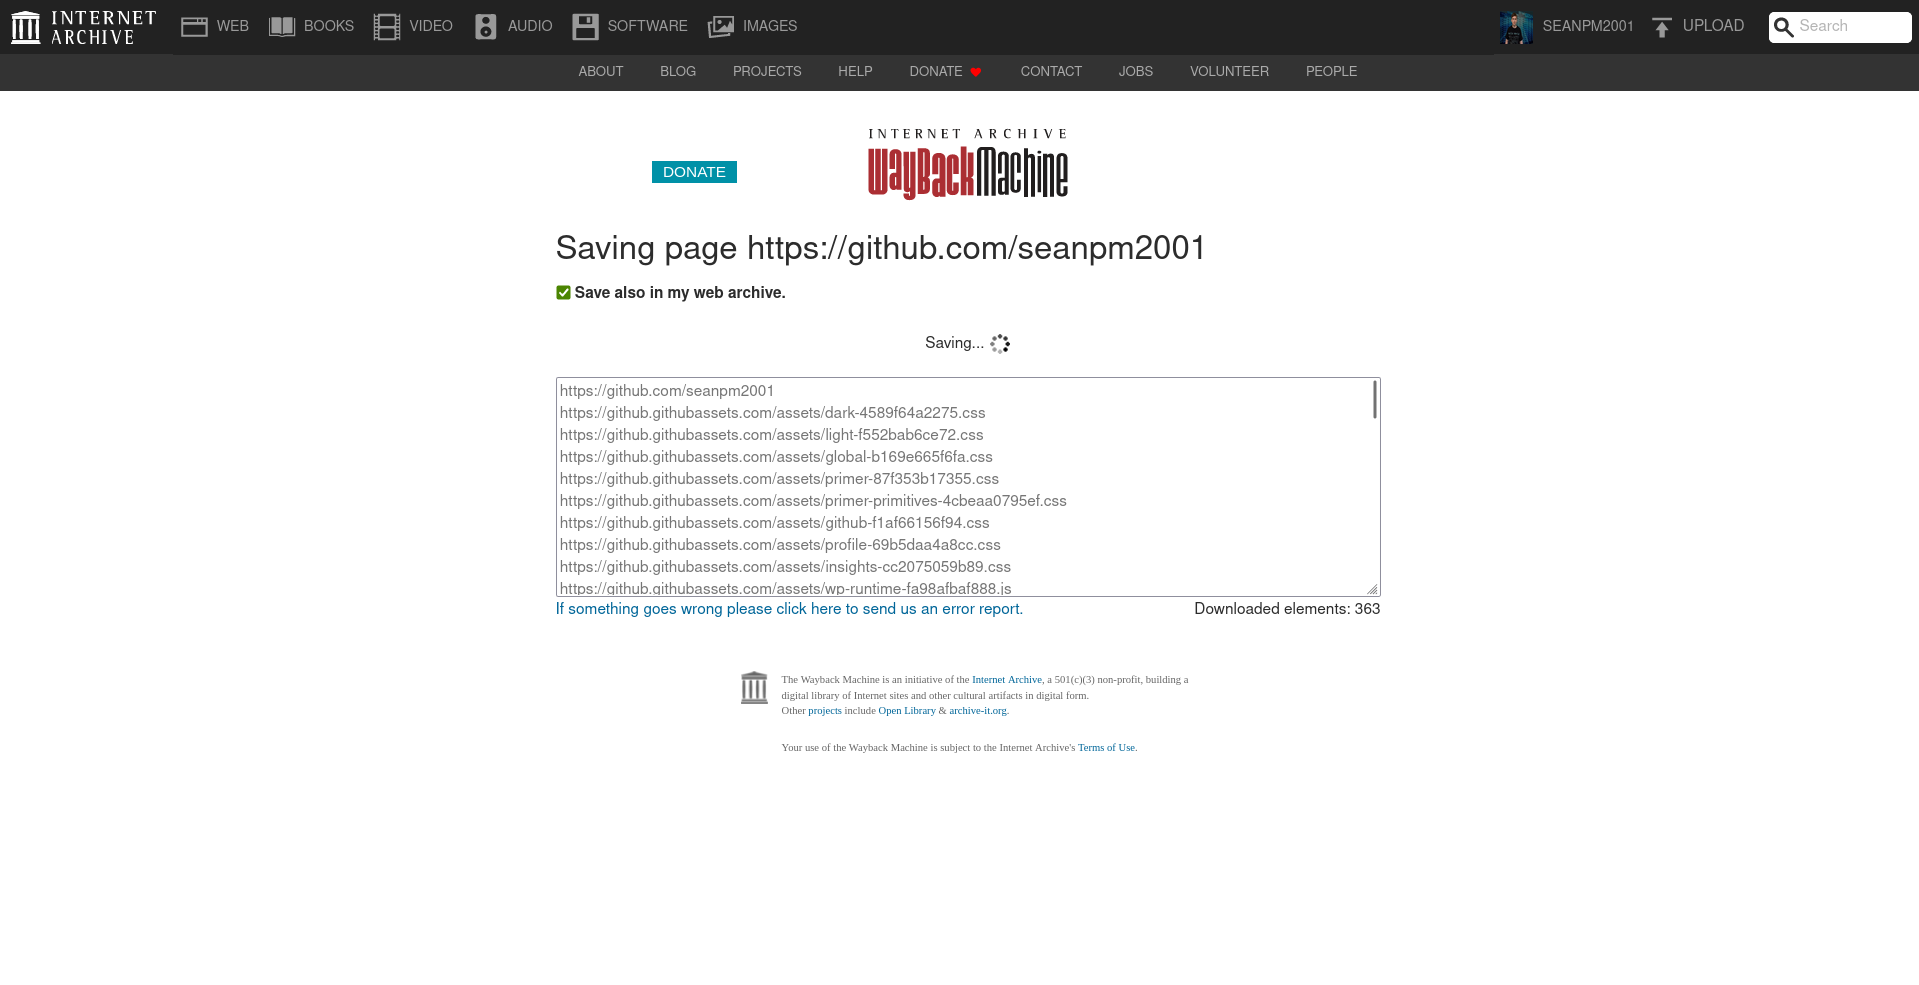 INTERNET ARCHIVE
WEB BOOKS VIDEO AUDIO SOFTWARE IMAGES SEANPM2001 UPLOAD Search
ABOUT BLOG PROJECTS HELP DONATE CONTACT JOBS VOLUNTEER PEOPLE
INTERNET ARCHIVE
WayBackMachine
DONATE
Saving page https://github.com/seanpm2001
Save also in my web archive.
Saving...
https://github.com/seanpm2001
https://github.githubassets.com/assets/dark-4589f64a2275.css
https://github.githubassets.com/assets/light-f552bab6ce72.css
https://github.githubassets.com/assets/global-b169e665f6fa.css
https://github.githubassets.com/assets/primer-87f353b17355.css
https://github.githubassets.com/assets/primer-primitives-4cbeaa0795ef.css
https://github.githubassets.com/assets/github-f1af66156f94.css
https://github.githubassets.com/assets/profile-69b5daa4a8cc.css
https://github.githubassets.com/assets/insights-cc2075059b89.css
https://github.githubassets.com/assets/wp-runtime-fa98afbaf888.js
If something goes wrong please click here to send us an error report. Downloaded elements: 363
The Wayback Machine is an initiative of the Internet Archive, a 501(c)(3) non-profit, building a
digital library of Internet sites and other cultural artifacts in digital form.
Other projects include Open Library & archive-it.org.
Your use of the Wayback Machine is subject to the Internet Archive's Terms of Use.